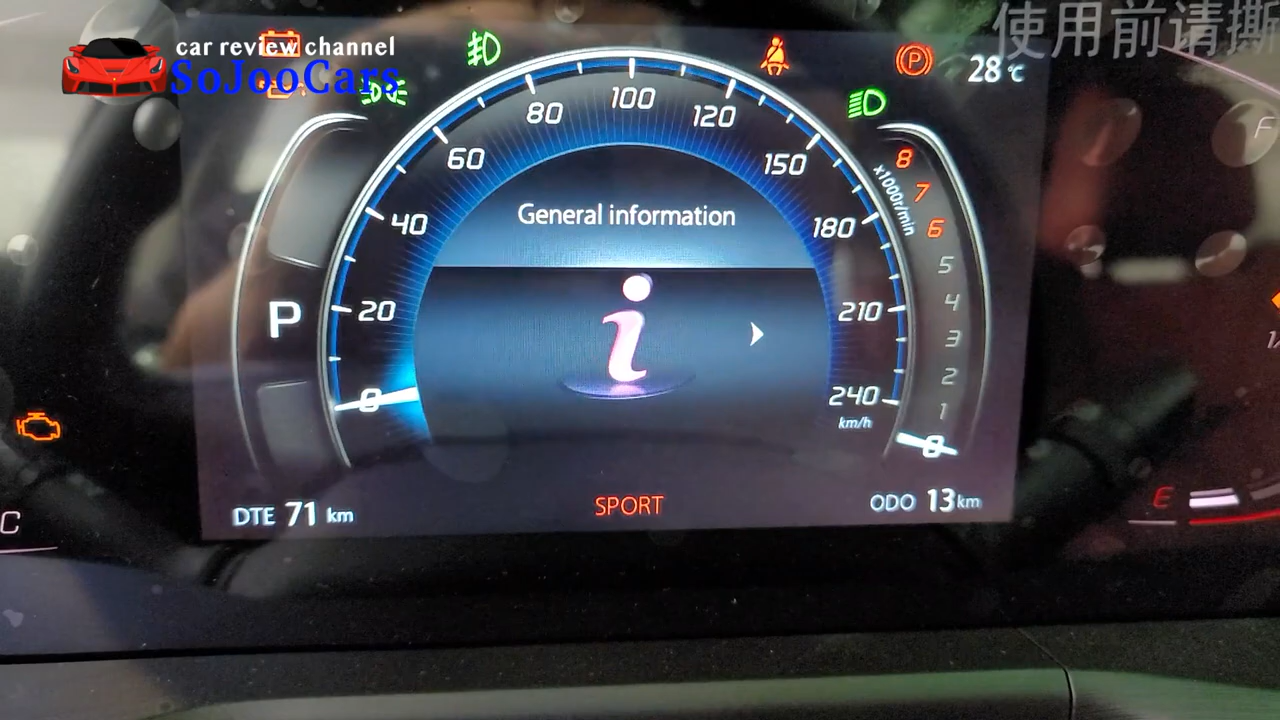 car review channel
SoJooCars
使用前请撕
28 °C
P
100
80
120
60
150
40
180
20
210
0
240
km/h
General information
i
8
7
6
5
4
3
2
1
0
x1000r/min
P
F
C
E
DTE 71 km
SPORT
ODO 13 km